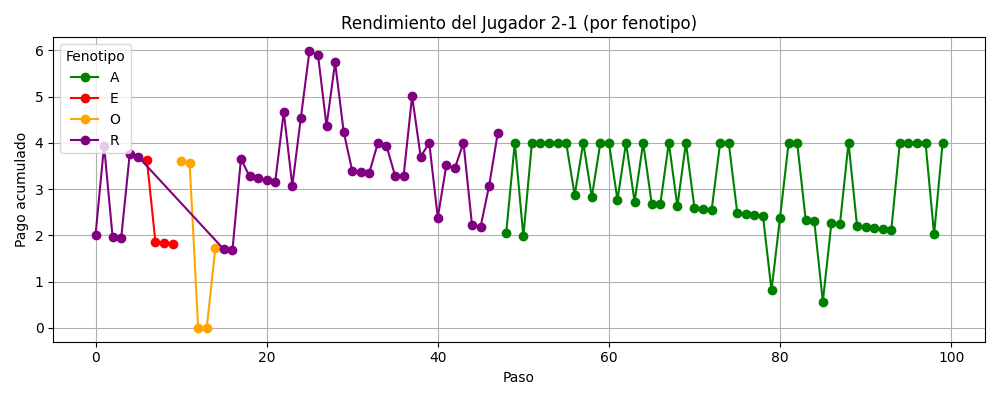 Rendimiento del Jugador 2-1 (por fenotipo)
Pago acumulado
6
5
4
3
2
1
0
Fenotipo
A
E
O
R
0
20
40
60
80
100
Paso